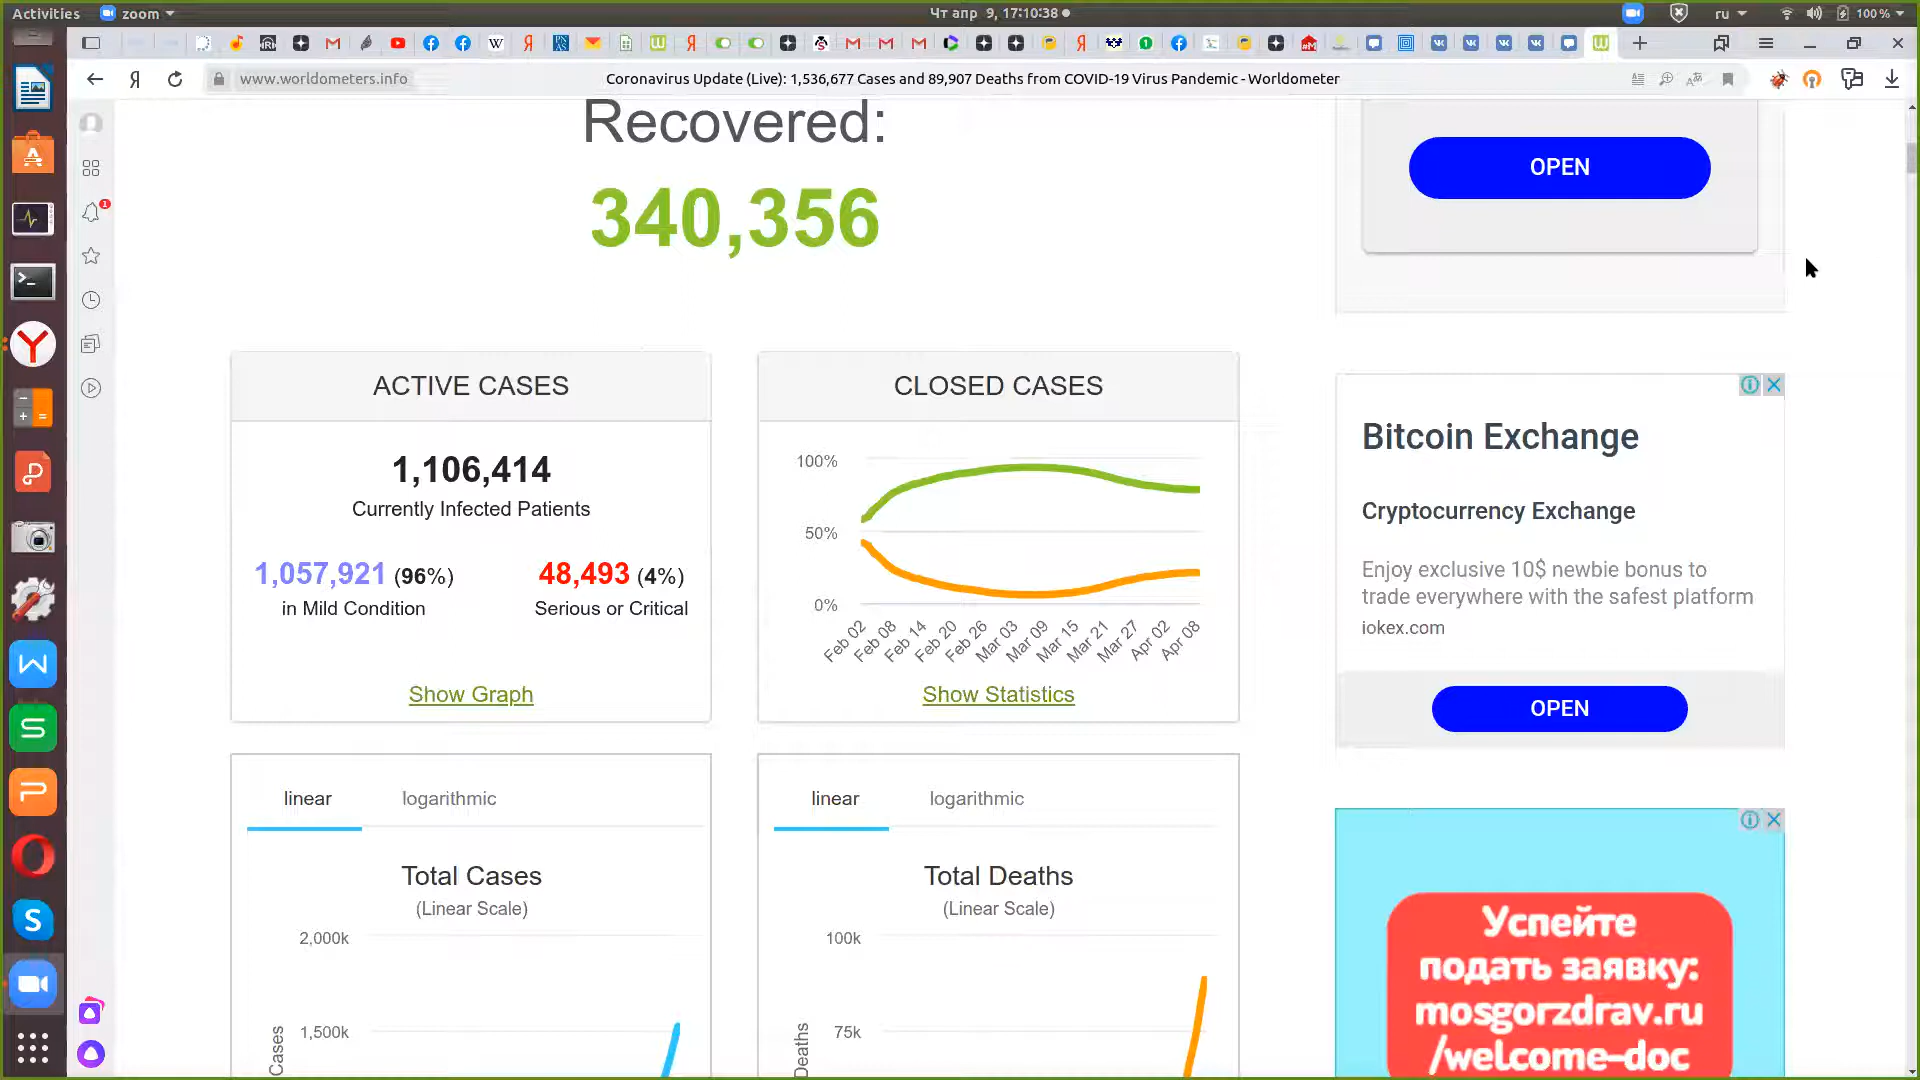 Activities
zoom
Чт апр 9, 17:10:38
ru
100 %
www.worldometers.info
Coronavirus Update (Live): 1,536,677 Cases and 89,907 Deaths from COVID-19 Virus Pandemic - Worldometer
Recovered:
340,356
ACTIVE CASES
1,106,414
Currently Infected Patients
1,057,921 (96%)
in Mild Condition
48,493 (4%)
Serious or Critical
Show Graph
CLOSED CASES
100%
50%
0%
Feb 02
Feb 08
Feb 14
Feb 20
Feb 26
Mar 03
Mar 09
Mar 15
Mar 21
Mar 27
Apr 02
Apr 08
Show Statistics
linear
logarithmic
Total Cases
(Linear Scale)
2,000k
1,500k
Cases
linear
logarithmic
Total Deaths
(Linear Scale)
100k
75k
Deaths
OPEN
Bitcoin Exchange
Cryptocurrency Exchange
Enjoy exclusive 10$ newbie bonus to
trade everywhere with the safest platform
iokex.com
OPEN
Успейте
подать заявку:
mosgorzdrav.ru
/welcome-doc